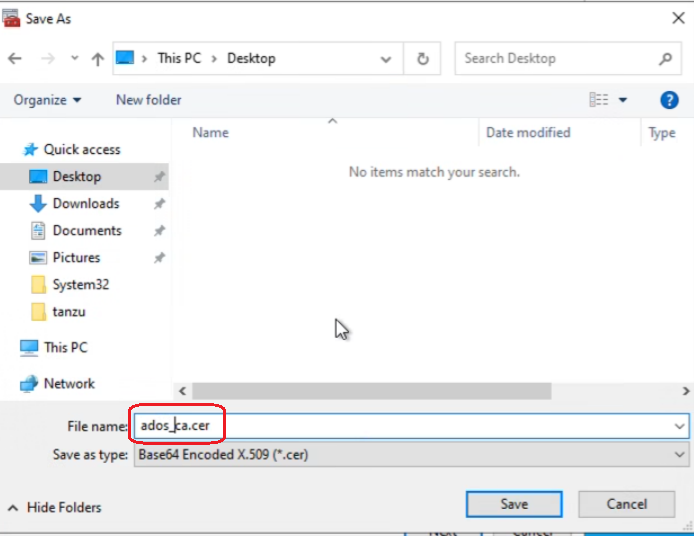 Save As
This PC > Desktop
Search Desktop
Organize
New folder
?
Name
Date modified
Type
No items match your search.
Quick access
Desktop
Downloads
Documents
Pictures
System32
tanzu
This PC
Network
File name: ados_ca.cer
Save as type: Base64 Encoded X.509 (*.cer)
Hide Folders
Save
Cancel